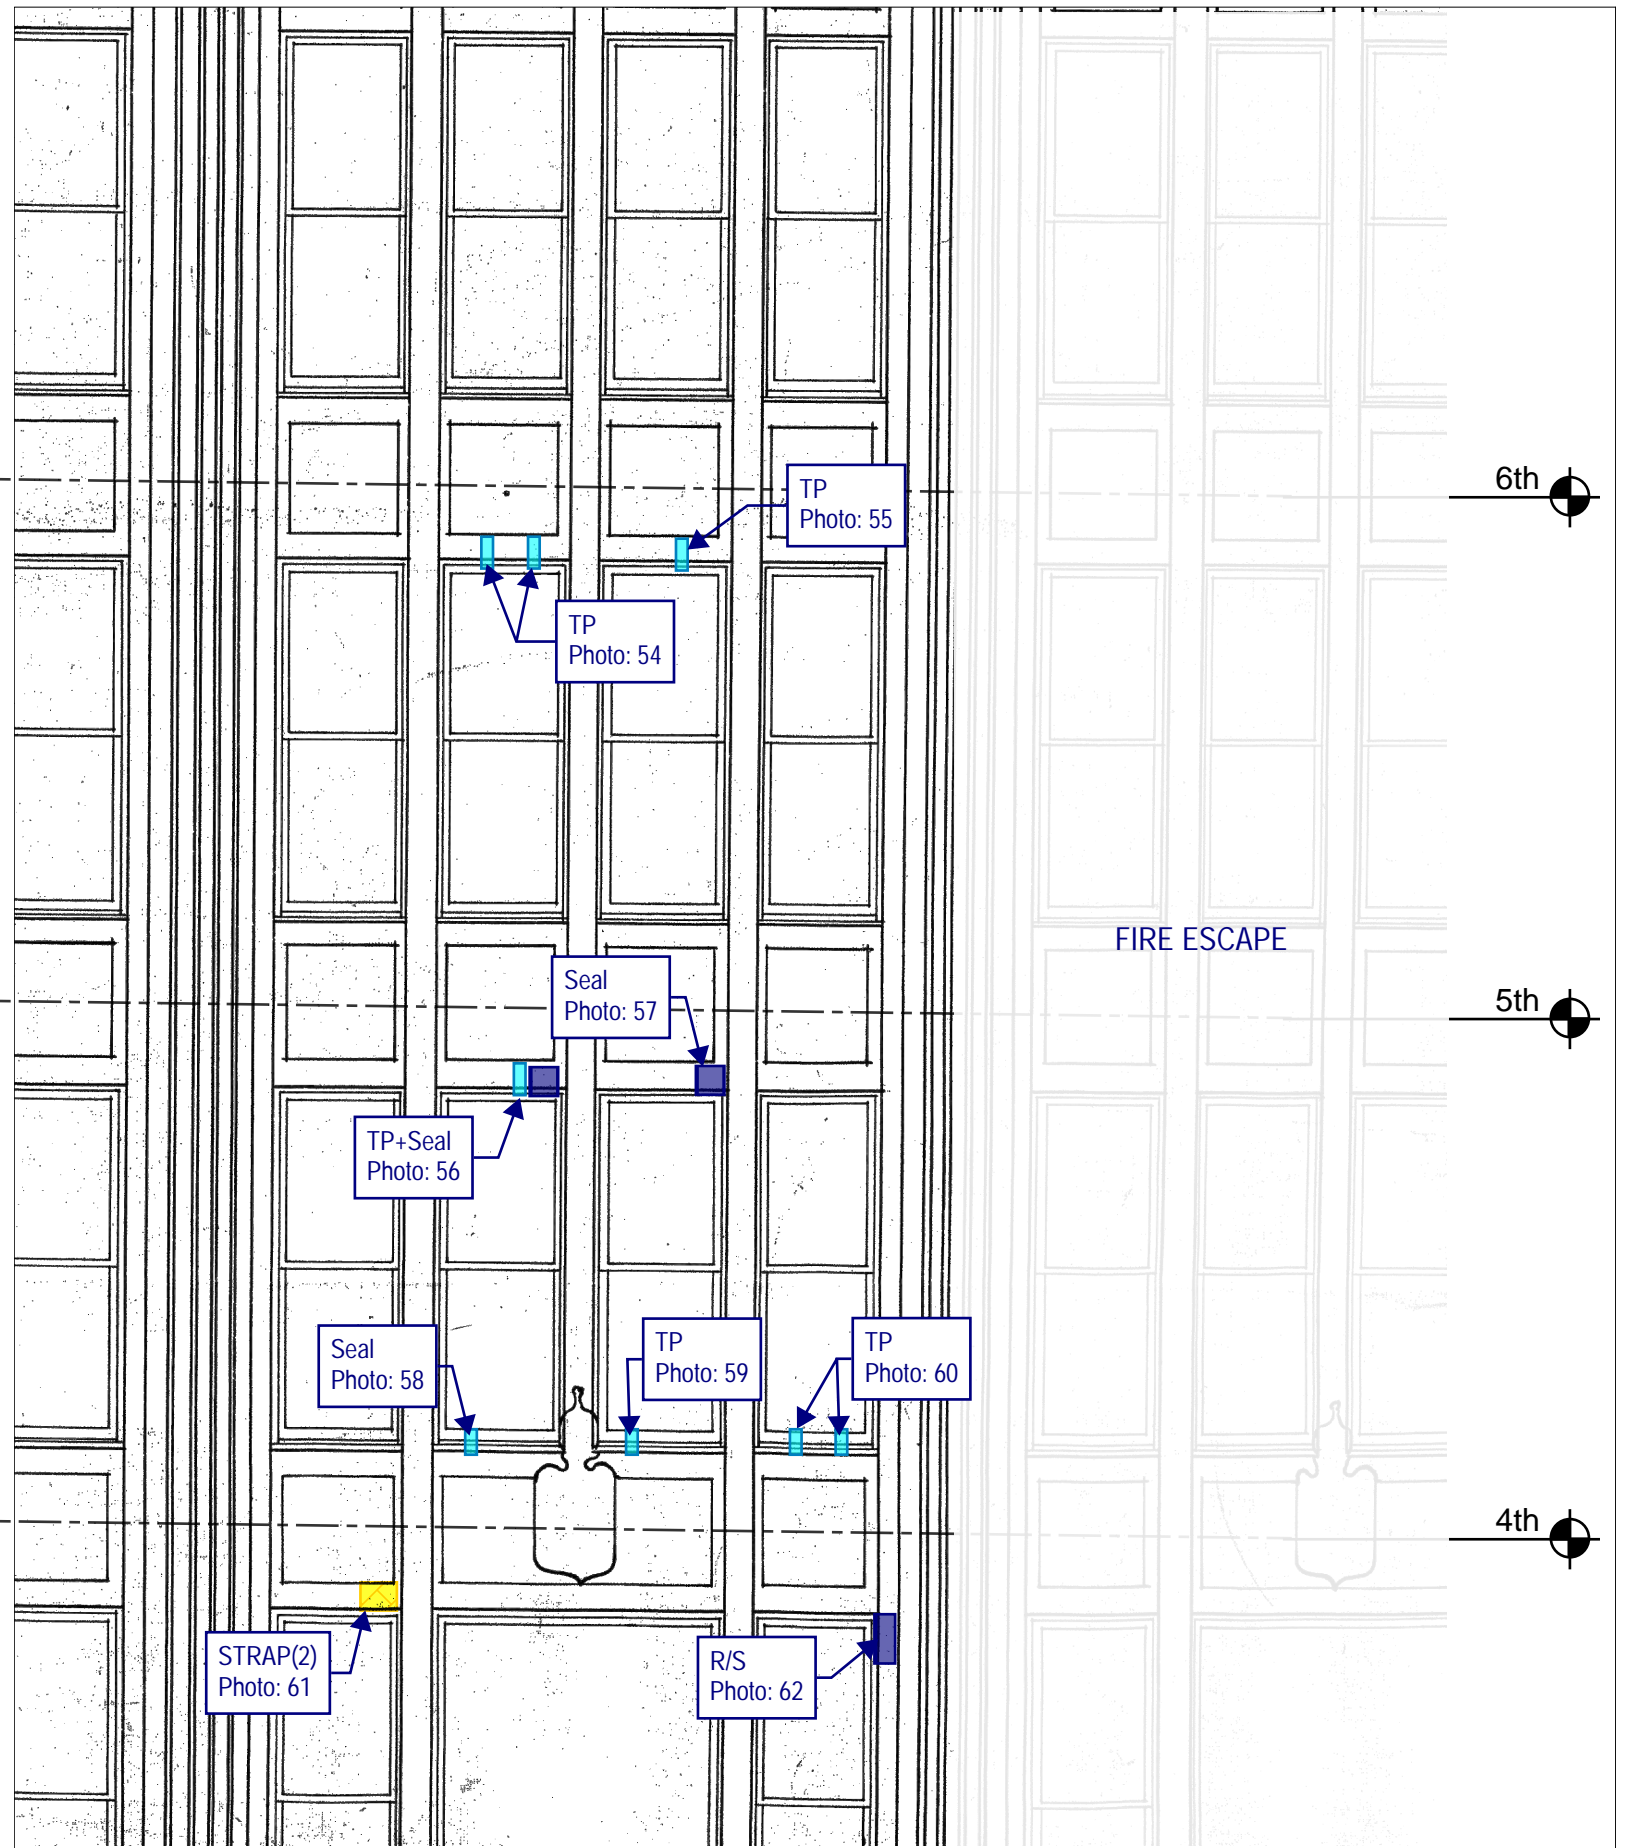 6th
TP
Photo: 55
TP
Photo: 54
FIRE ESCAPE
Seal
Photo: 57
5th
TP+Seal
Photo: 56
Seal
Photo: 58
TP
Photo: 59
TP
Photo: 60
4th
STRAP(2)
Photo: 61
R/S
Photo: 62